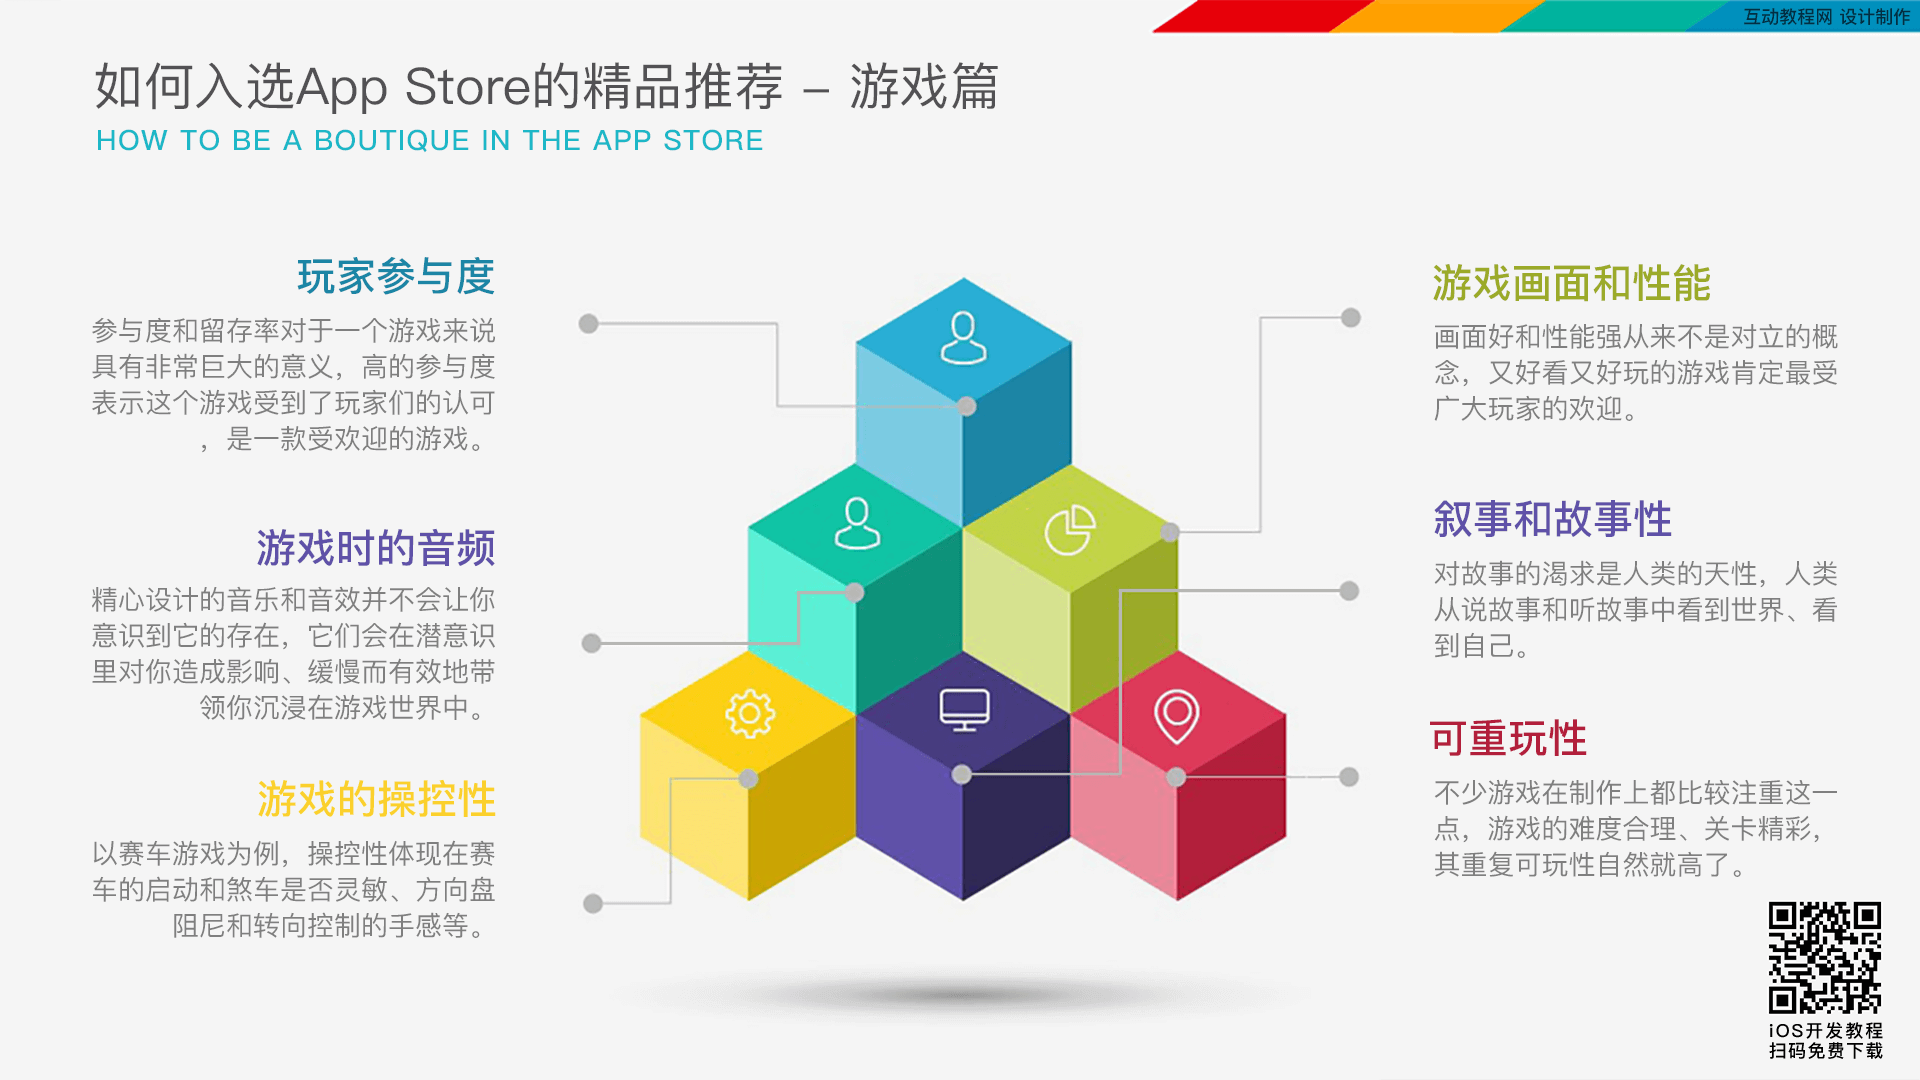 互动教程网 设计制作
如何入选App Store的精品推荐 – 游戏篇
HOW TO BE A BOUTIQUE IN THE APP STORE
玩家参与度
参与度和留存率对于一个游戏来说
具有非常巨大的意义，高的参与度
表示这个游戏受到了玩家们的认可
，是一款受欢迎的游戏。
游戏时的音频
精心设计的音乐和音效并不会让你
意识到它的存在，它们会在潜意识
里对你造成影响、缓慢而有效地带
领你沉浸在游戏世界中。
游戏的操控性
以赛车游戏为例，操控性体现在赛
车的启动和煞车是否灵敏、方向盘
阻尼和转向控制的手感等。
游戏画面和性能
画面好和性能强从来不是对立的概
念，又好看又好玩的游戏肯定最受
广大玩家的欢迎。
叙事和故事性
对故事的渴求是人类的天性，人类
从说故事和听故事中看到世界、看
到自己。
可重玩性
不少游戏在制作上都比较注重这一
点，游戏的难度合理、关卡精彩，
其重复可玩性自然就高了。
iOS开发教程
扫码免费下载